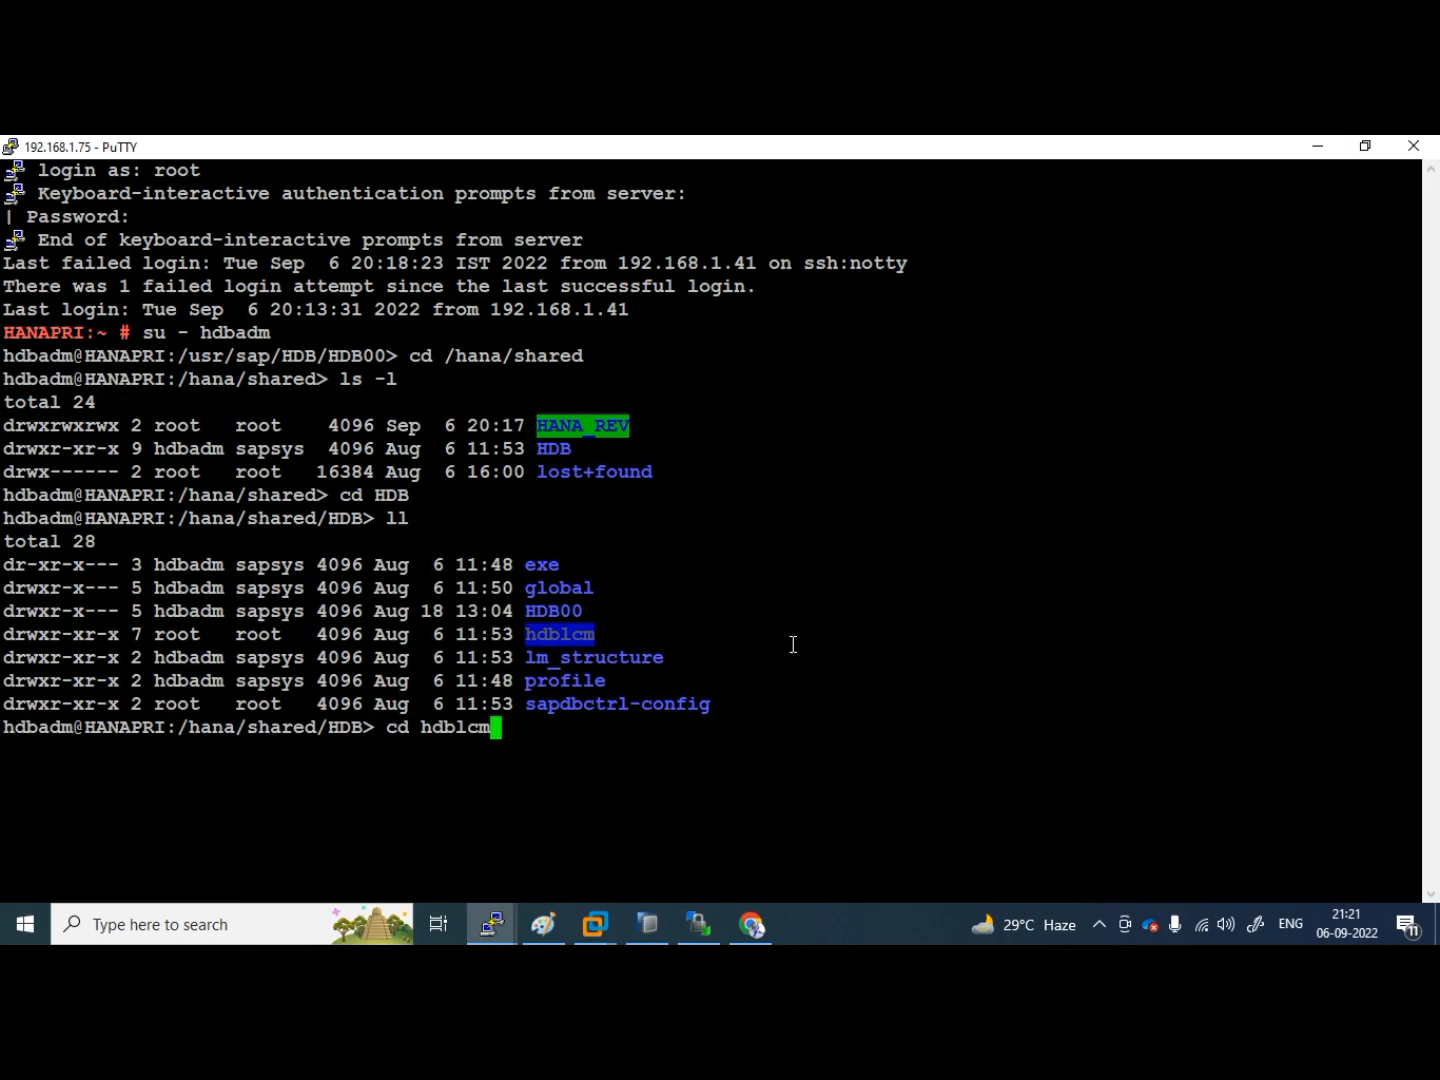 192.168.1.75 - PuTTY
login as: root
Keyboard-interactive authentication prompts from server:
| Password:
End of keyboard-interactive prompts from server
Last failed login: Tue Sep  6 20:18:23 IST 2022 from 192.168.1.41 on ssh:notty
There was 1 failed login attempt since the last successful login.
Last login: Tue Sep  6 20:13:31 2022 from 192.168.1.41
HANAPRI:~ # su - hdbadm
hdbadm@HANAPRI:/usr/sap/HDB/HDB00> cd /hana/shared
hdbadm@HANAPRI:/hana/shared> ls -l
total 24
drwxrwxrwx 2 root   root    4096 Sep  6 20:17 HANA_REV
drwxr-xr-x 9 hdbadm sapsys  4096 Aug  6 11:53 HDB
drwx------ 2 root   root   16384 Aug  6 16:00 lost+found
hdbadm@HANAPRI:/hana/shared> cd HDB
hdbadm@HANAPRI:/hana/shared/HDB> ll
total 28
dr-xr-x--- 3 hdbadm sapsys 4096 Aug  6 11:48 exe
drwxr-x--- 5 hdbadm sapsys 4096 Aug  6 11:50 global
drwxr-x--- 5 hdbadm sapsys 4096 Aug 18 13:04 HDB00
drwxr-xr-x 7 root   root   4096 Aug  6 11:53 hdblcm
drwxr-xr-x 2 hdbadm sapsys 4096 Aug  6 11:53 lm_structure
drwxr-xr-x 2 hdbadm sapsys 4096 Aug  6 11:48 profile
drwxr-xr-x 2 root   root   4096 Aug  6 11:53 sapdbctrl-config
hdbadm@HANAPRI:/hana/shared/HDB> cd hdblcm
Type here to search
29°C Haze
ENG
21:21
06-09-2022
11